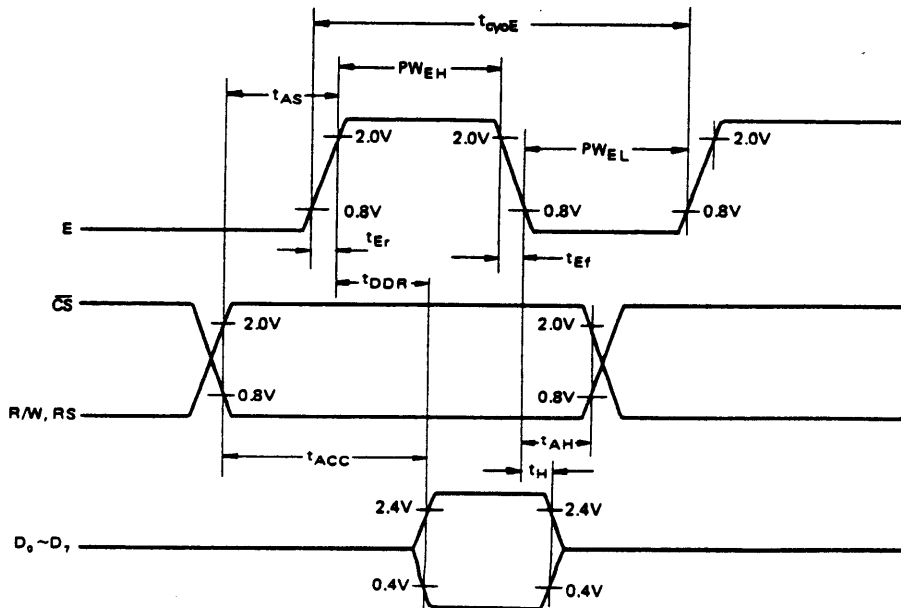 tcycE
PWEH
tAS
2.0V
2.0V
2.0V
PWEL
0.8V
0.8V
0.8V
E
tEr
tEf
tDDR
CS
2.0V
2.0V
0.8V
0.8V
R/W, RS
tAH
tACC
tH
2.4V
2.4V
D0~D7
0.4V
0.4V